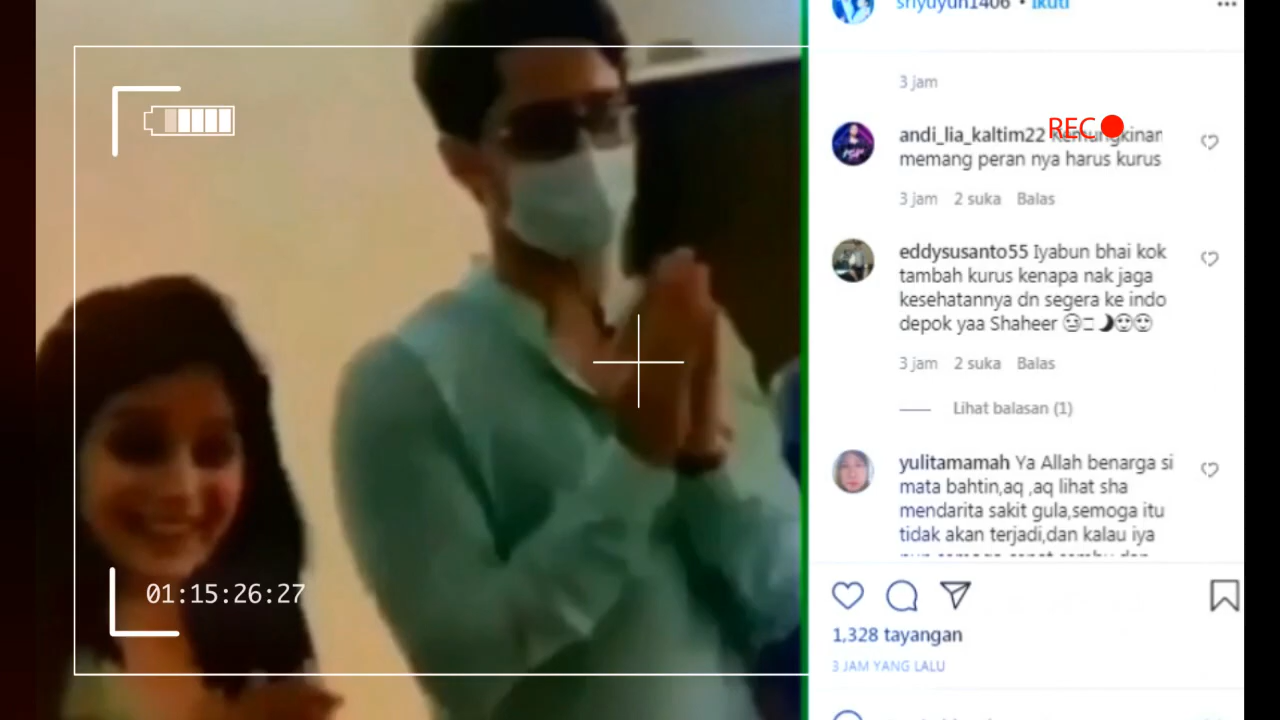 sriyuyun1406 • Ikuti
3 jam
REC
andi_lia_kaltim22 Kemungkinan
memang peran nya harus kurus
3 jam 2 suka Balas
eddysusanto55 Iyabun bhai kok
tambah kurus kenapa nak jaga
kesehatannya dn segera ke indo
depok yaa Shaheer
3 jam 2 suka Balas
Lihat balasan (1)
yulitamamah Ya Allah benarga si
mata bahtin,aq ,aq lihat sha
mendarita sakit gula,semoga itu
tidak akan terjadi,dan kalau iya
01:15:26:27
1,328 tayangan
3 JAM YANG LALU